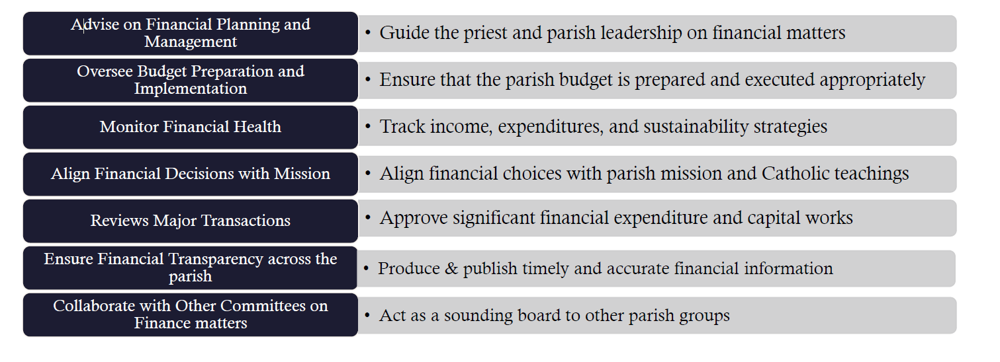 Advise on Financial Planning and
Management
• Guide the priest and parish leadership on financial matters
Oversee Budget Preparation and
Implementation
• Ensure that the parish budget is prepared and executed appropriately
Monitor Financial Health
• Track income, expenditures, and sustainability strategies
Align Financial Decisions with Mission
• Align financial choices with parish mission and Catholic teachings
Reviews Major Transactions
• Approve significant financial expenditure and capital works
Ensure Financial Transparency across the
parish
• Produce & publish timely and accurate financial information
Collaborate with Other Committees on
Finance matters
• Act as a sounding board to other parish groups